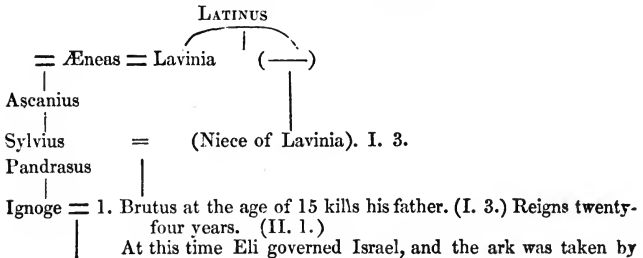 LATINUS
= Æneas = Lavinia (——)
Ascanius
Sylvius = (Niece of Lavinia). I. 3.
Pandrasus
Ignoge = 1. Brutus at the age of 15 kills his father. (I. 3.) Reigns twenty-
four years. (II. 1.)
At this time Eli governed Israel, and the ark was taken by